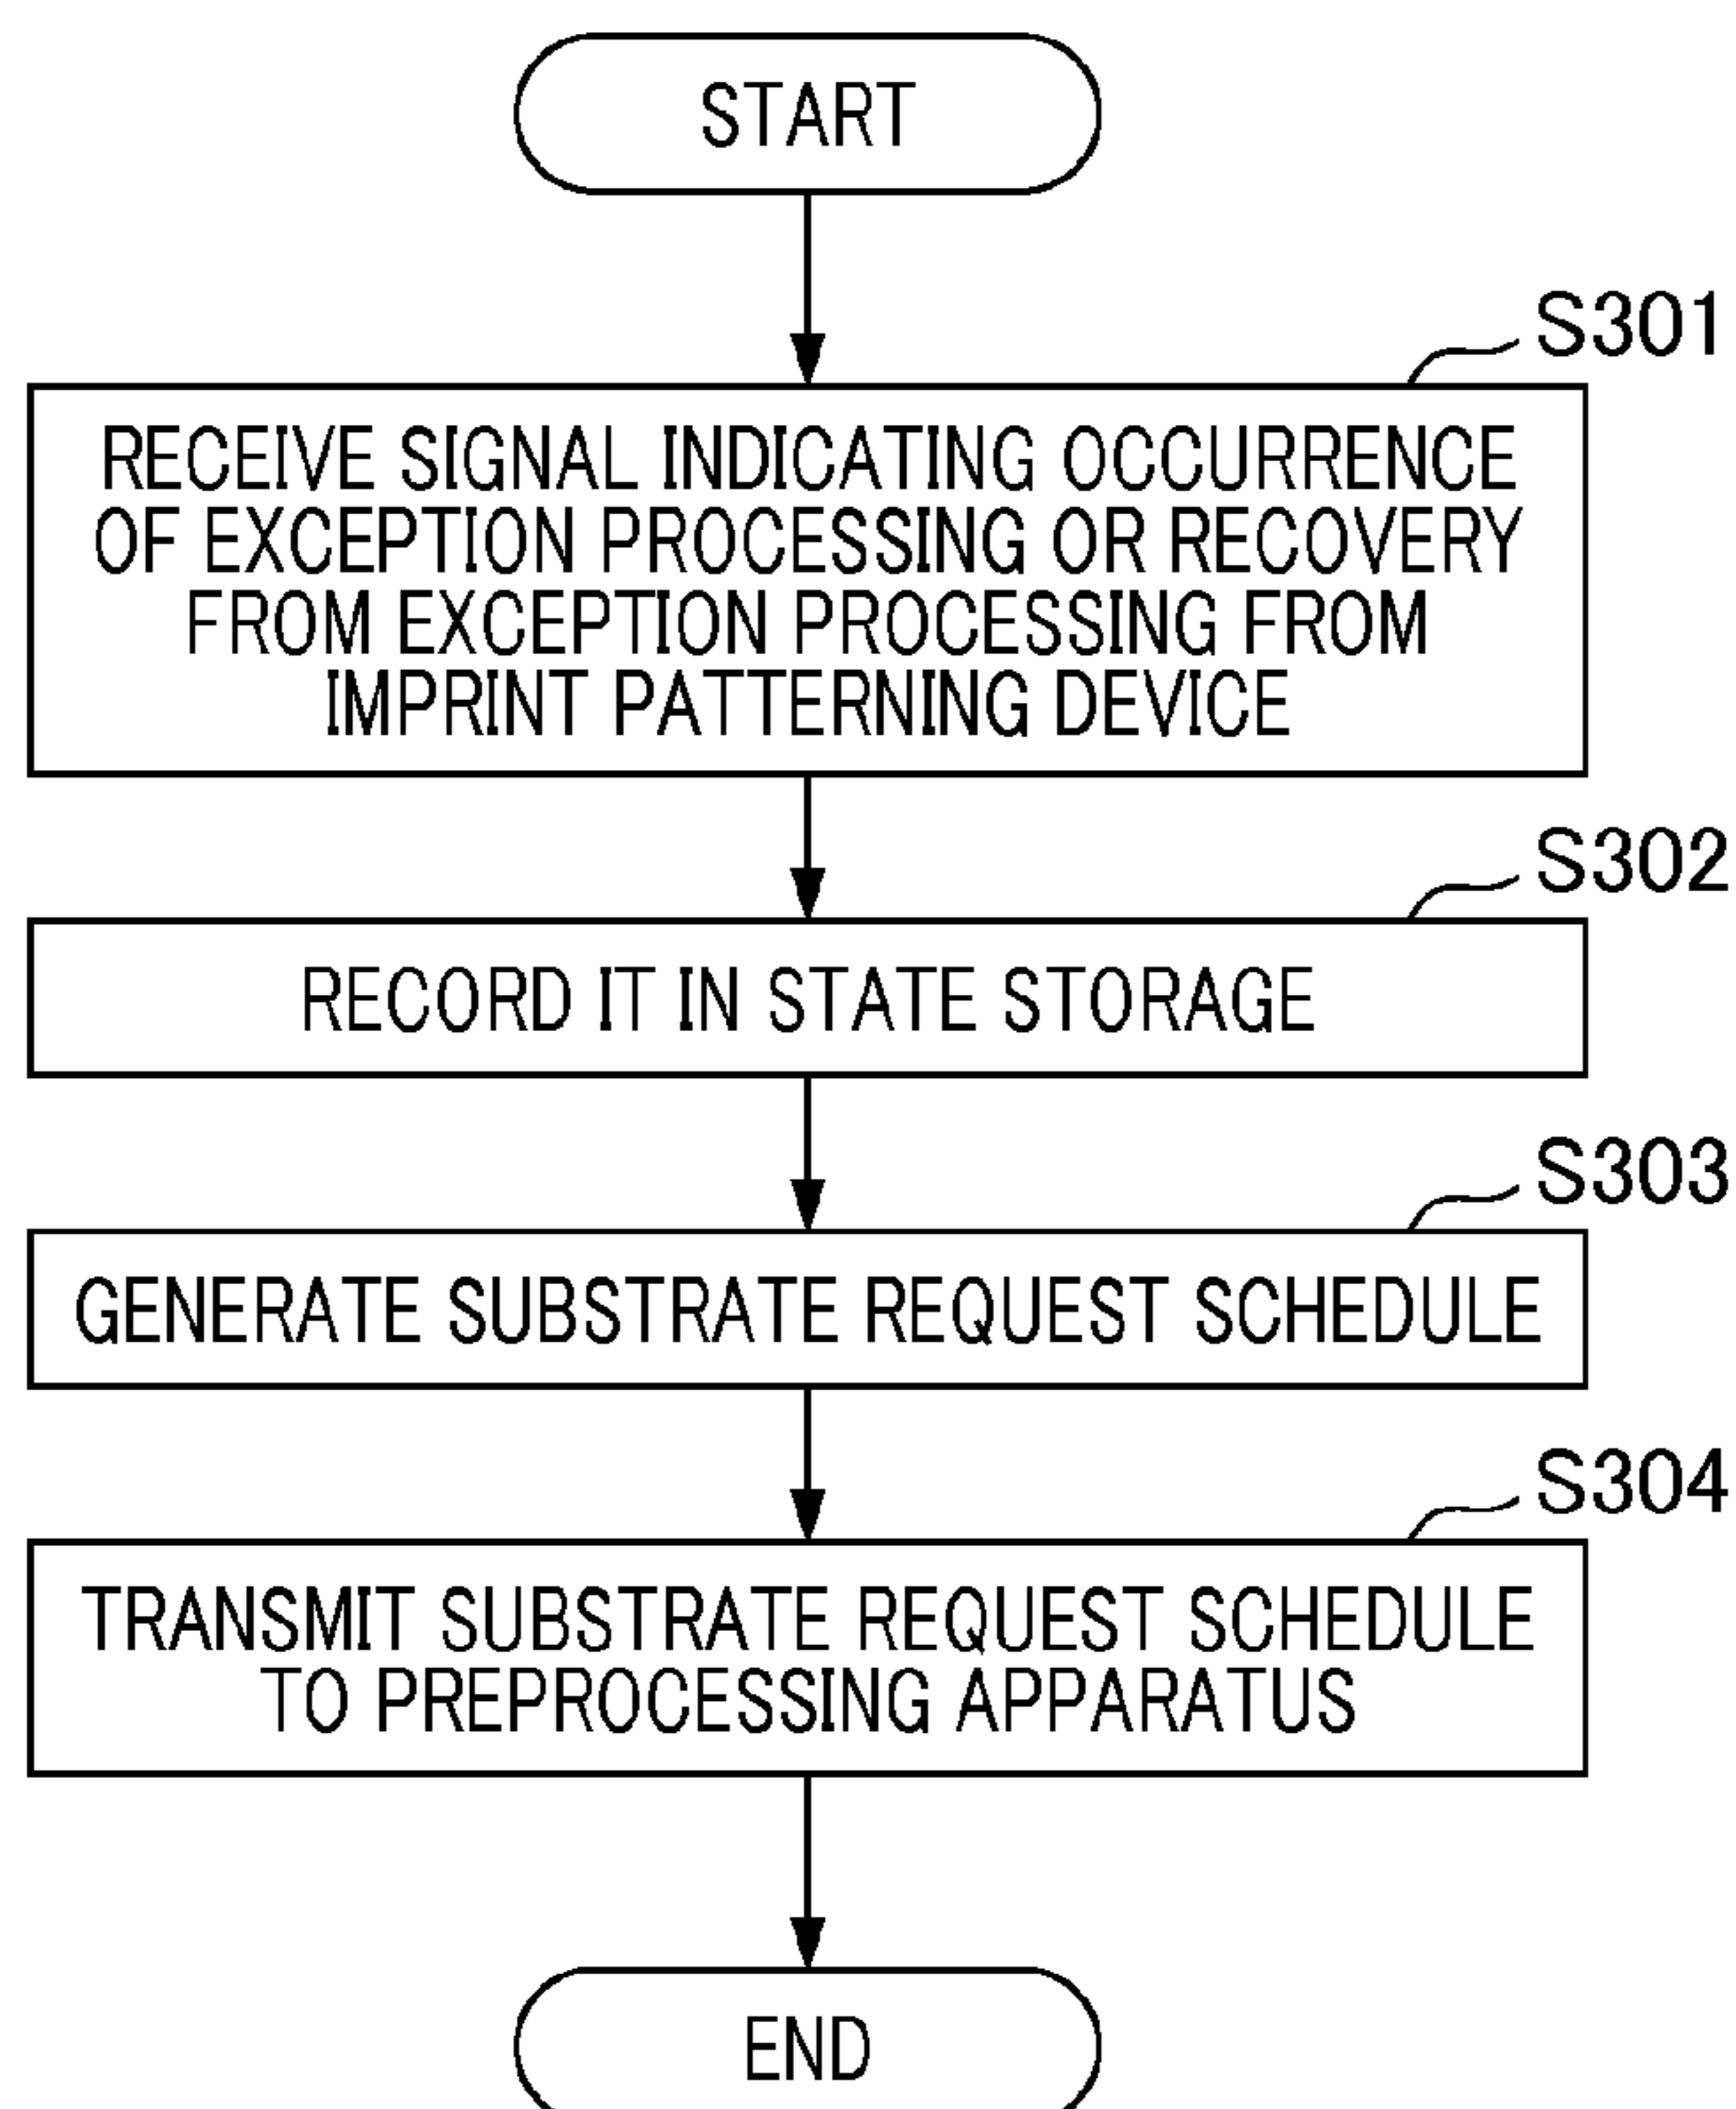 START
S301
RECEIVE SIGNAL INDICATING OCCURRENCE
OF EXCEPTION PROCESSING OR RECOVERY
FROM EXCEPTION PROCESSING FROM
IMPRINT PATTERNING DEVICE
S302
RECORD IT IN STATE STORAGE
S303
GENERATE SUBSTRATE REQUEST SCHEDULE
S304
TRANSMIT SUBSTRATE REQUEST SCHEDULE
TO PREPROCESSING APPARATUS
END